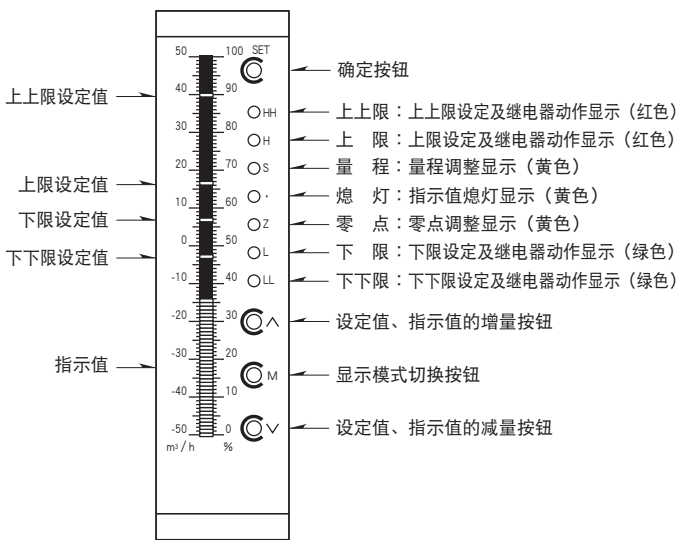 50 100 SET
确定按钮
上上限设定值
40 90
HH 上上限：上上限设定及继电器动作显示（红色）
30 80
H 上　限：上限设定及继电器动作显示（红色）
20 70 S 量　程：量程调整显示（黄色）
上限设定值
· 熄　灯：指示值熄灯显示（黄色）
10 60
下限设定值
Z 零　点：零点调整显示（黄色）
0 50
下下限设定值
L 下　限：下限设定及继电器动作显示（绿色）
-10 40 LL 下下限：下下限设定及继电器动作显示（绿色）
-20 30
设定值、指示值的增量按钮
-30 20
指示值
M 显示模式切换按钮
-40 10
-50 0
设定值、指示值的减量按钮
m³/h %